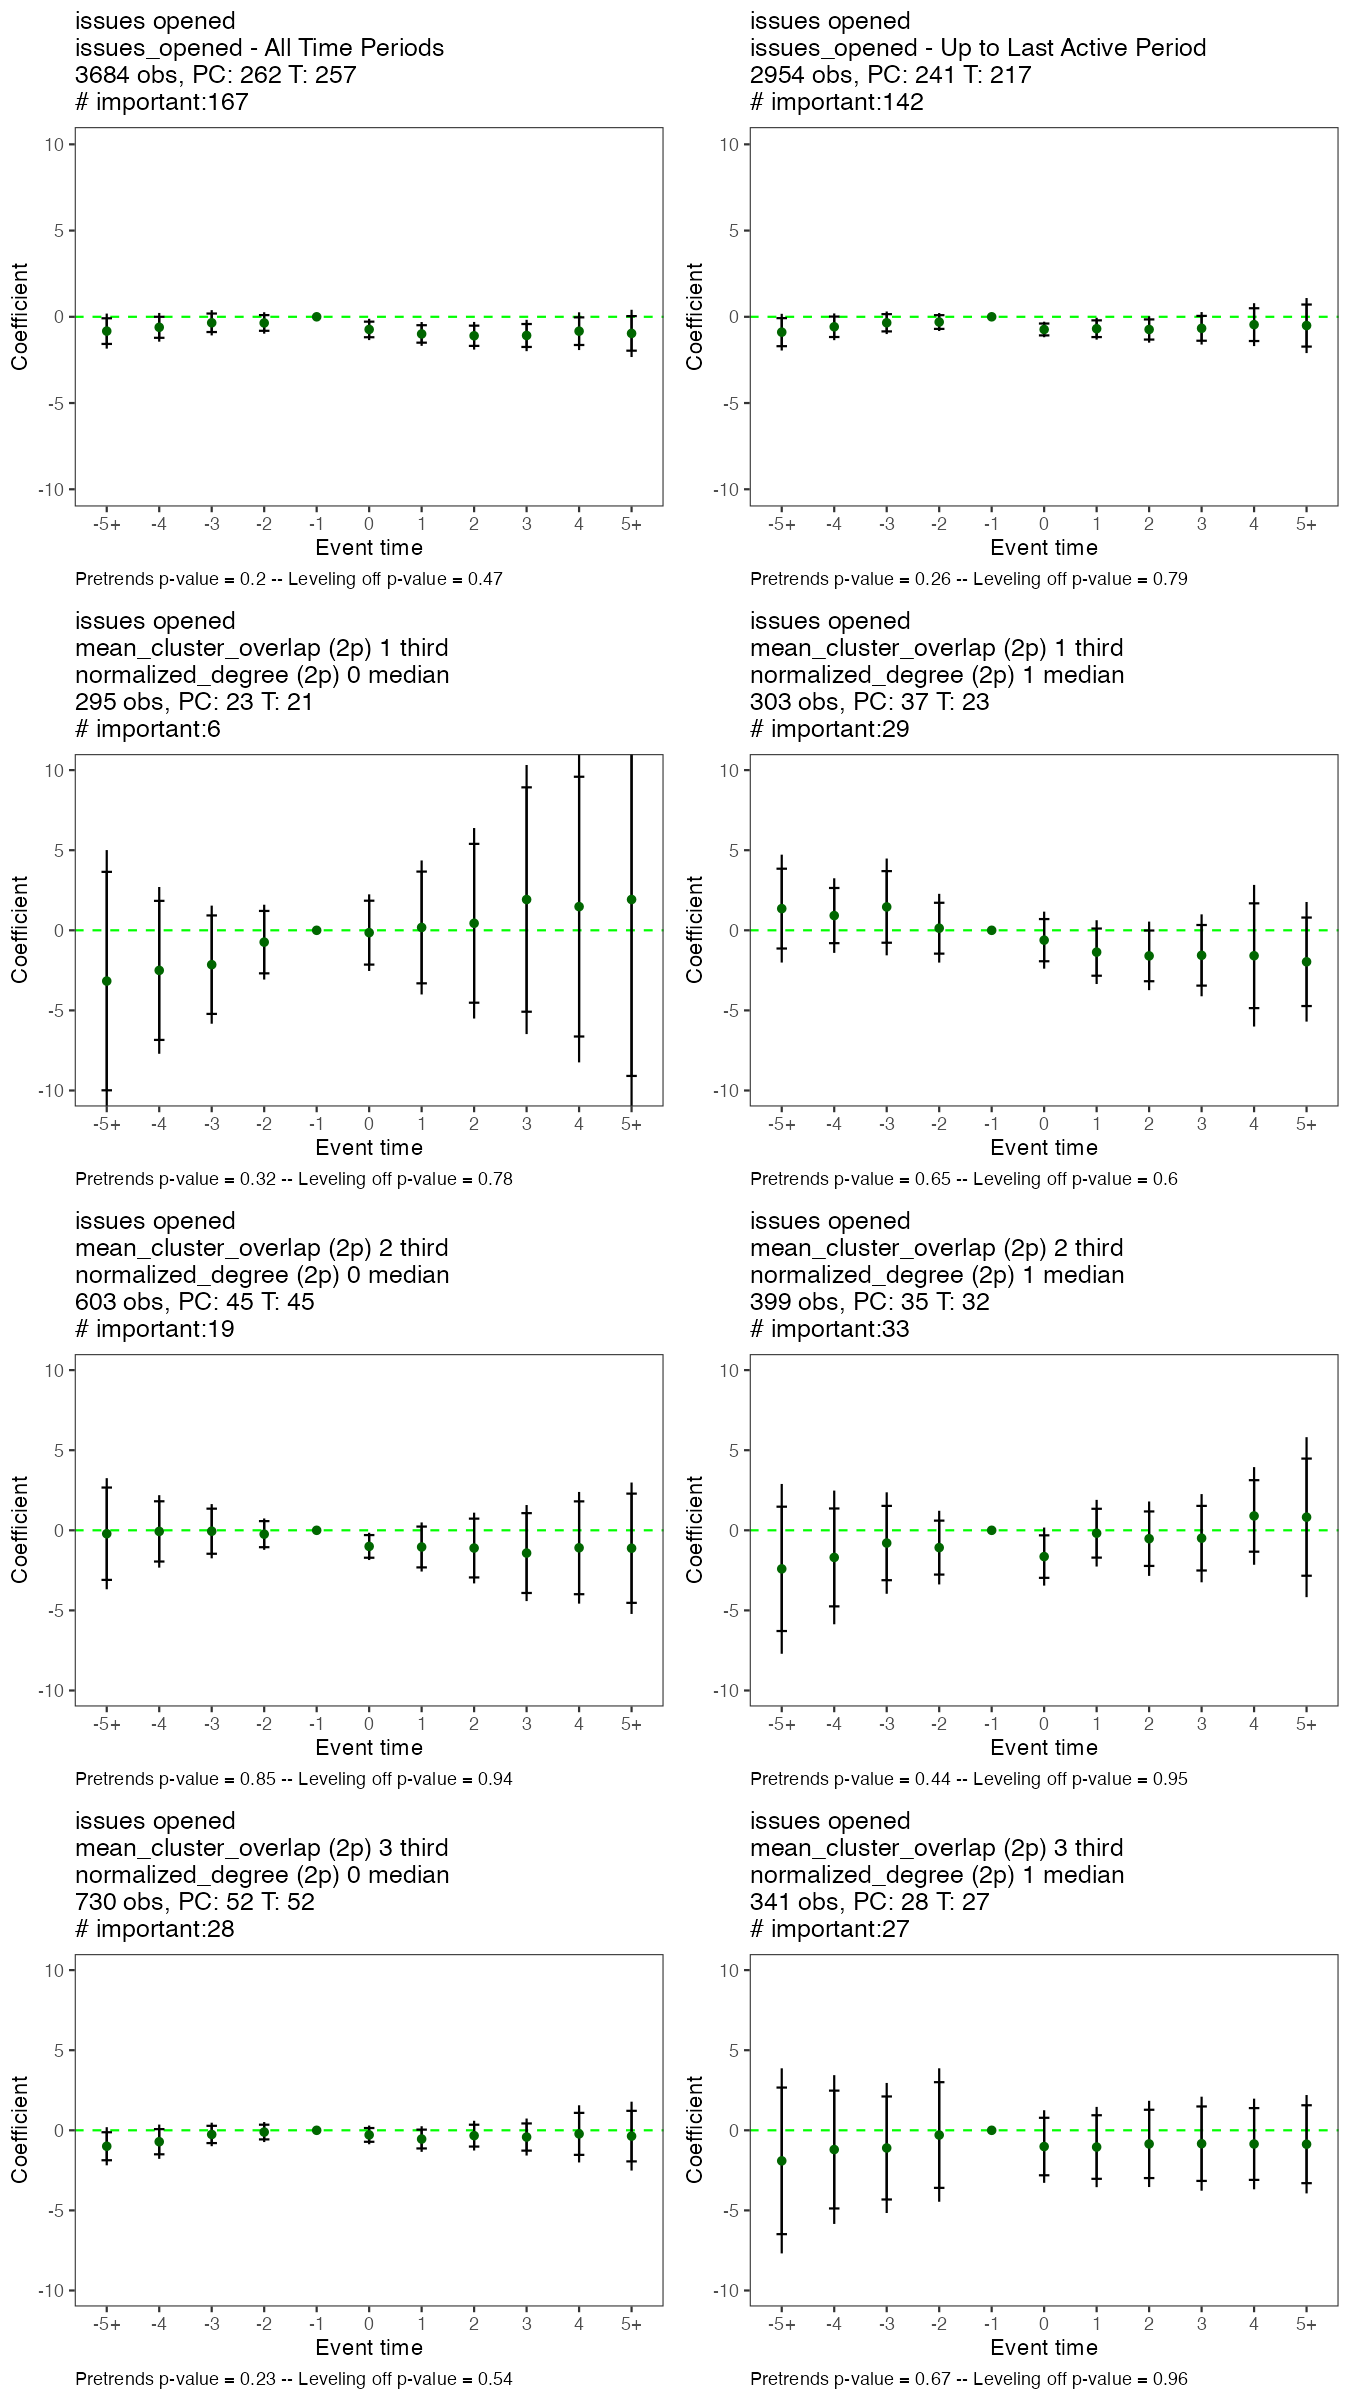 issues opened
issues_opened - All Time Periods
3684 obs, PC: 262 T: 257
# important:167
10
5
0
-5
-10
Coefficient
-5+ -4 -3 -2 -1 0 1 2 3 4 5+
Event time
Pretrends p-value = 0.2 -- Leveling off p-value = 0.47
issues opened
issues_opened - Up to Last Active Period
2954 obs, PC: 241 T: 217
# important:142
10
5
0
-5
-10
Coefficient
-5+ -4 -3 -2 -1 0 1 2 3 4 5+
Event time
Pretrends p-value = 0.26 -- Leveling off p-value = 0.79
issues opened
mean_cluster_overlap (2p) 1 third
normalized_degree (2p) 0 median
295 obs, PC: 23 T: 21
# important:6
10
5
0
-5
-10
Coefficient
-5+ -4 -3 -2 -1 0 1 2 3 4 5+
Event time
Pretrends p-value = 0.32 -- Leveling off p-value = 0.78
issues opened
mean_cluster_overlap (2p) 1 third
normalized_degree (2p) 1 median
303 obs, PC: 37 T: 23
# important:29
10
5
0
-5
-10
Coefficient
-5+ -4 -3 -2 -1 0 1 2 3 4 5+
Event time
Pretrends p-value = 0.65 -- Leveling off p-value = 0.6
issues opened
mean_cluster_overlap (2p) 2 third
normalized_degree (2p) 0 median
603 obs, PC: 45 T: 45
# important:19
10
5
0
-5
-10
Coefficient
-5+ -4 -3 -2 -1 0 1 2 3 4 5+
Event time
Pretrends p-value = 0.85 -- Leveling off p-value = 0.94
issues opened
mean_cluster_overlap (2p) 2 third
normalized_degree (2p) 1 median
399 obs, PC: 35 T: 32
# important:33
10
5
0
-5
-10
Coefficient
-5+ -4 -3 -2 -1 0 1 2 3 4 5+
Event time
Pretrends p-value = 0.44 -- Leveling off p-value = 0.95
issues opened
mean_cluster_overlap (2p) 3 third
normalized_degree (2p) 0 median
730 obs, PC: 52 T: 52
# important:28
10
5
0
-5
-10
Coefficient
-5+ -4 -3 -2 -1 0 1 2 3 4 5+
Event time
Pretrends p-value = 0.23 -- Leveling off p-value = 0.54
issues opened
mean_cluster_overlap (2p) 3 third
normalized_degree (2p) 1 median
341 obs, PC: 28 T: 27
# important:27
10
5
0
-5
-10
Coefficient
-5+ -4 -3 -2 -1 0 1 2 3 4 5+
Event time
Pretrends p-value = 0.67 -- Leveling off p-value = 0.96